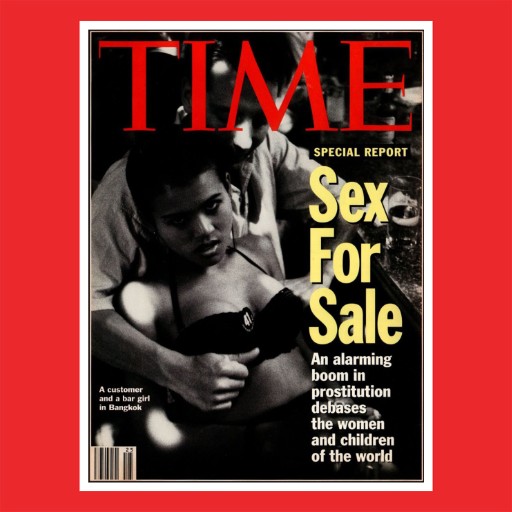 TIME
SPECIAL REPORT
Sex
For
Sale
An alarming
boom in
prostitution
debases
the women
and children
of the world
A customer
and a bar girl
in Bangkok